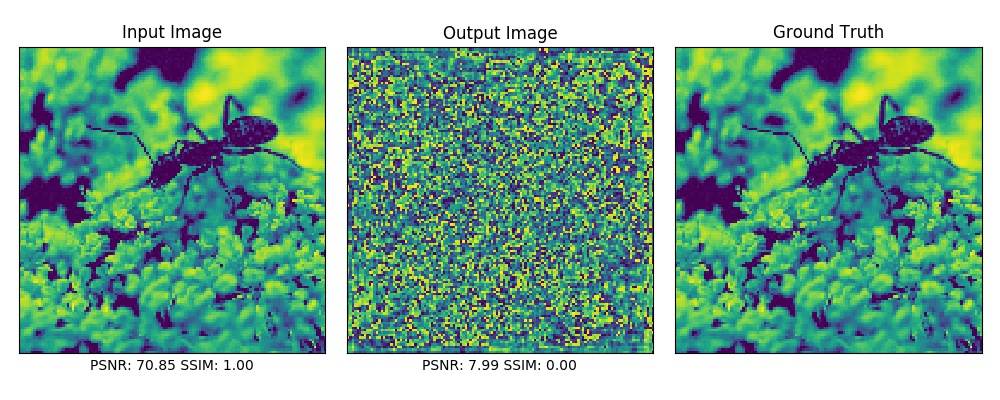 Input Image
Output Image
Ground Truth
PSNR: 70.85 SSIM: 1.00
PSNR: 7.99 SSIM: 0.00